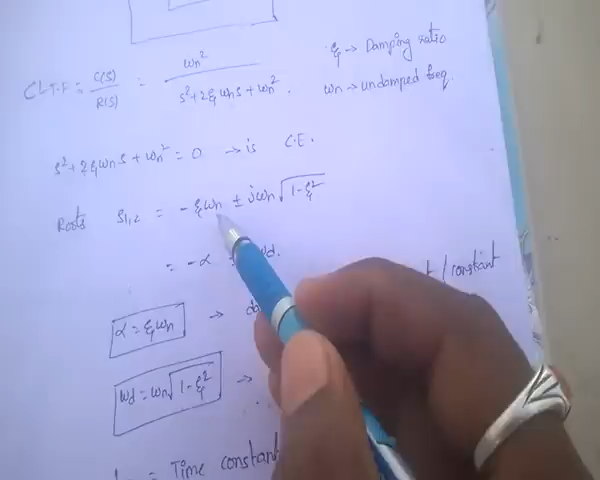 CLTF = C(S)/R(S) = ωn²/s²+2ξωns+ωn².
ξ → Damping ratio
ωn → undamped freq.
s²+2ξωns+ωn² = 0 → is C.E.
Roots S1,2 = -ξωn ± jωn√1-ξ²
= -α
t / constant
α = ξωn →
ωd = ωn√1-ξ² →
= Time constant